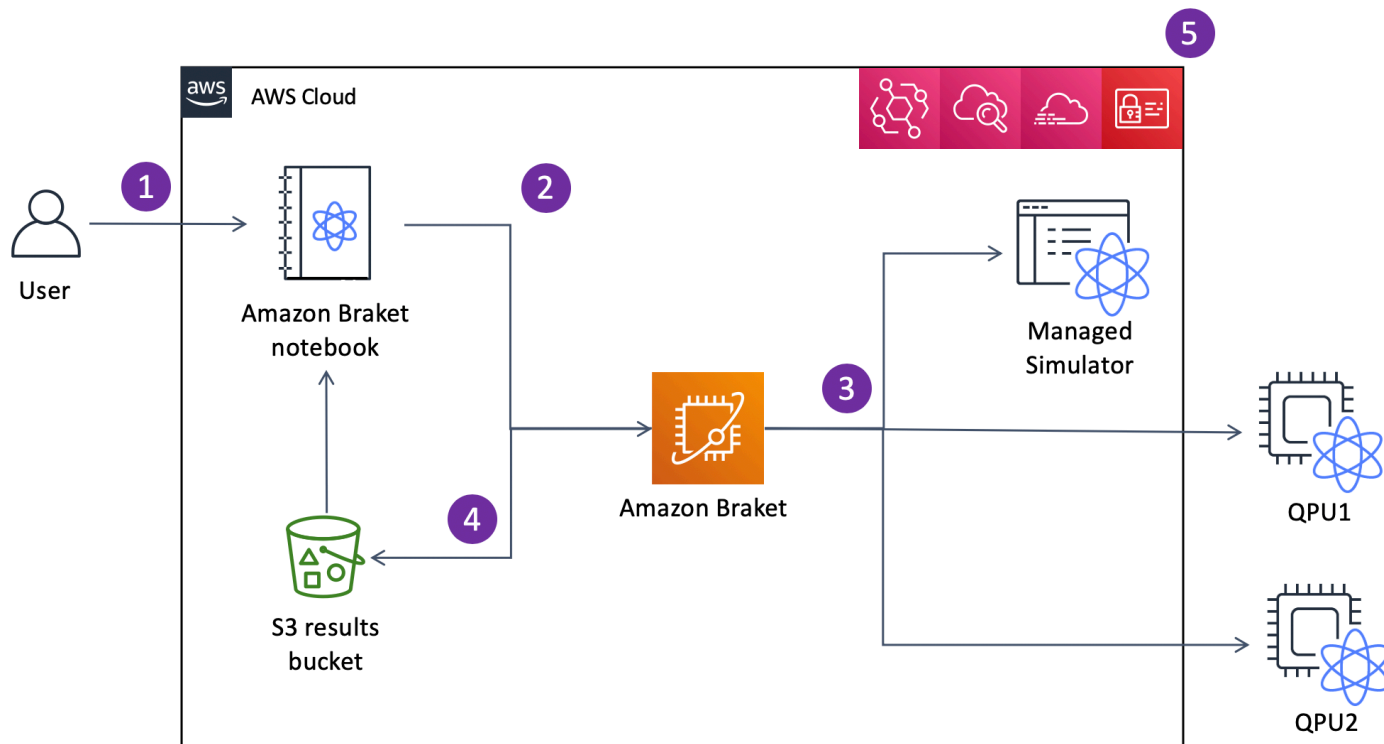 5
aws
AWS Cloud
1
2
User
Amazon Braket
notebook
Managed
Simulator
3
Amazon Braket
QPU1
4
S3 results
bucket
QPU2